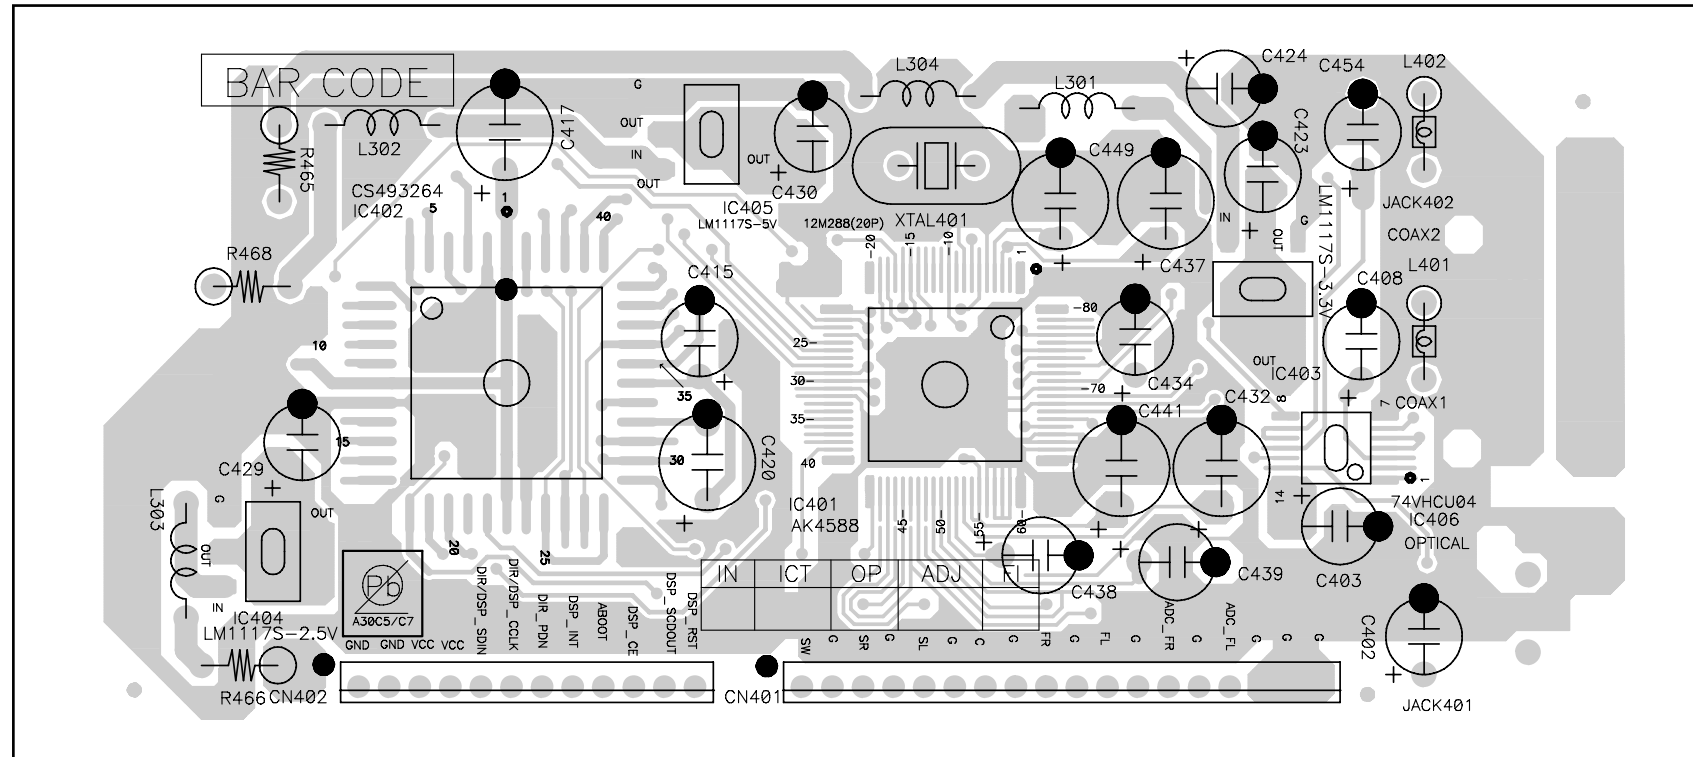 BAR CODE
L304
C424
C454
L402
L301
G
OUT
IN
OUT
OUT
C417
L302
R465
C449
C423
CS493264
IC402
5
1
40
C430
IC405
LM1117S-5V
12M288(20P)
XTAL401
IN
G
OUT
JACK402
COAX2
LM1117S-3.3V
-20
-15
-10
1
R468
C415
C437
C408
L401
10
-80
25-
30-
35-
40
35
-70
C434
OUT
IC403
C441
C432
8
7
COAX1
15
C429
30
C420
L303
G
OUT
OUT
IC401
AK4588
45-
50-
55-
60-
14
1
74VHCU04
IC406
OPTICAL
20
25
Pb
A30C5/C7
IN
IC404
LM1117S-2.5V
IN ICT OP ADJ FL
C438
C439
C403
C402
GND GND VCC VCC
DIR/DSP_SDIN
DIR/DSP_CCLK
DIR_PDN
DSP_INT
ABOOT
DSP_CE
DSP_SCDOUT
DSP_RST
SW
G
SR
G
SL
G
C
G
FR
G
FL
G
ADC_FR
G
ADC_FL
G
G
G
R466
CN402
CN401
JACK401